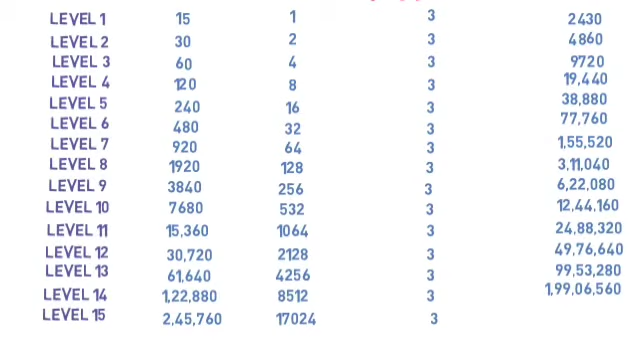 LEVEL 1 15 1 3 2430
LEVEL 2 30 2 3 4860
LEVEL 3 60 4 3 9720
LEVEL 4 120 8 3 19,440
LEVEL 5 240 16 3 38,880
LEVEL 6 480 32 3 77,760
LEVEL 7 920 64 3 1,55,520
LEVEL 8 1920 128 3 3,11,040
LEVEL 9 3840 256 3 6,22,080
LEVEL 10 7680 532 3 12,44,160
LEVEL 11 15,360 1064 3 24,88,320
LEVEL 12 30,720 2128 3 49,76,640
LEVEL 13 61,640 4256 3 99,53,280
LEVEL 14 1,22,880 8512 3 1,99,06,560
LEVEL 15 2,45,760 17024 3